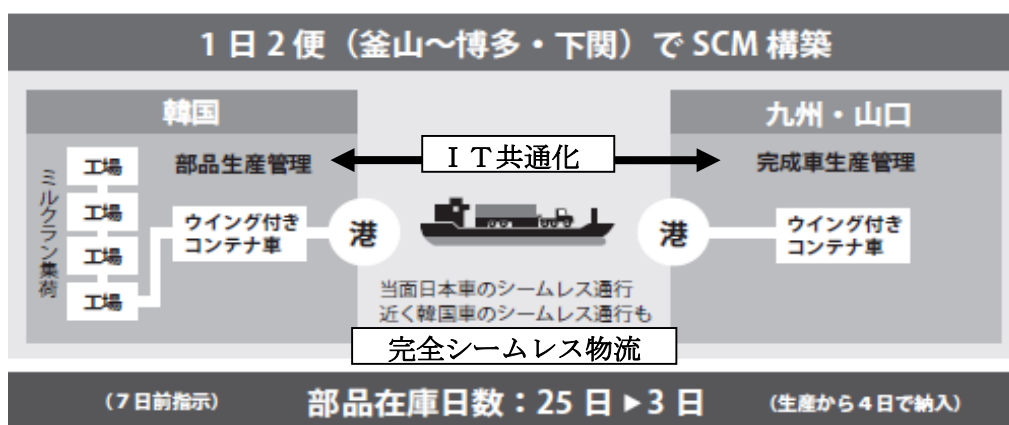 1日2便（釜山～博多・下関）でSCM構築
韓国
九州・山口
ミルクラン集荷
工場
工場
工場
工場
部品生産管理
ＩＴ共通化
完成車生産管理
ウイング付き
コンテナ車
港
港
ウイング付き
コンテナ車
当面日本車のシームレス通行
近く韓国車のシームレス通行も
完全シームレス物流
（7日前指示）
部品在庫日数：25日▶3日
（生産から4日で納入）